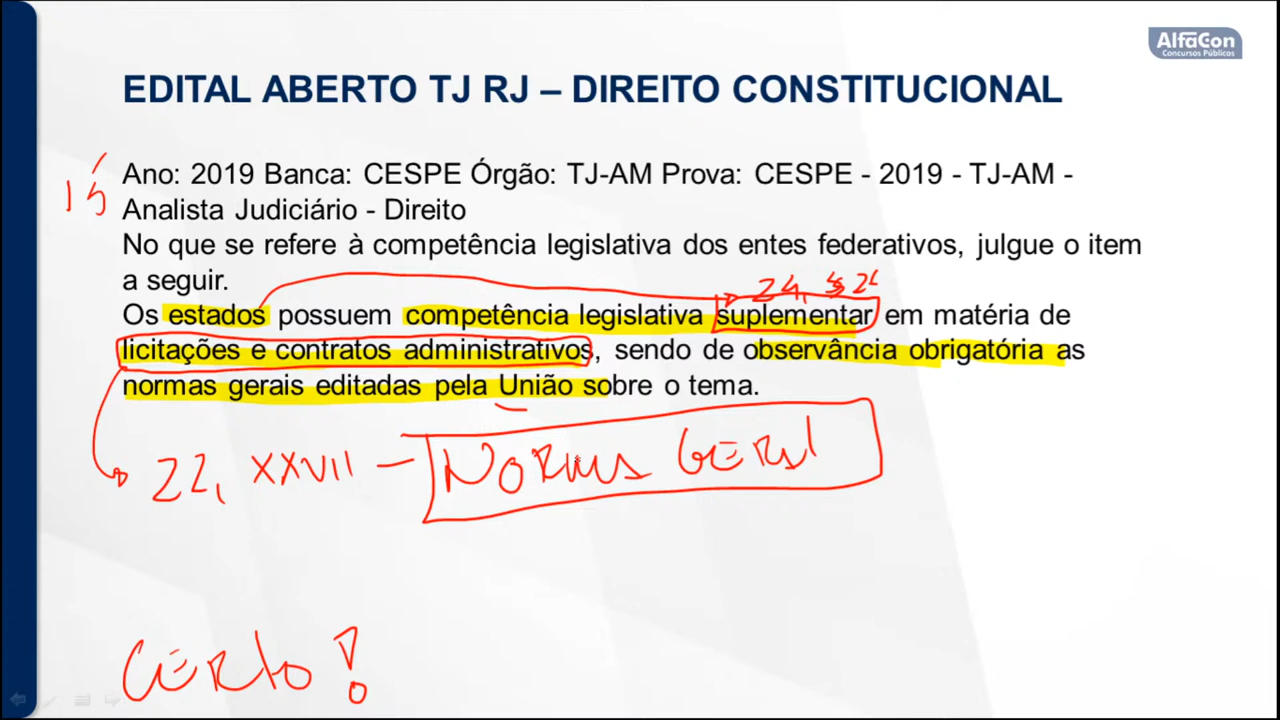 AlfaCon
Concursos Públicos
EDITAL ABERTO TJ RJ – DIREITO CONSTITUCIONAL
15
Ano: 2019 Banca: CESPE Órgão: TJ-AM Prova: CESPE - 2019 - TJ-AM -
Analista Judiciário - Direito
No que se refere à competência legislativa dos entes federativos, julgue o item
a seguir.
24, § 2º
Os estados possuem competência legislativa suplementar em matéria de
licitações e contratos administrativos, sendo de observância obrigatória as
normas gerais editadas pela União sobre o tema.
22, XXVII – NORMAS GERAI
CERTO!